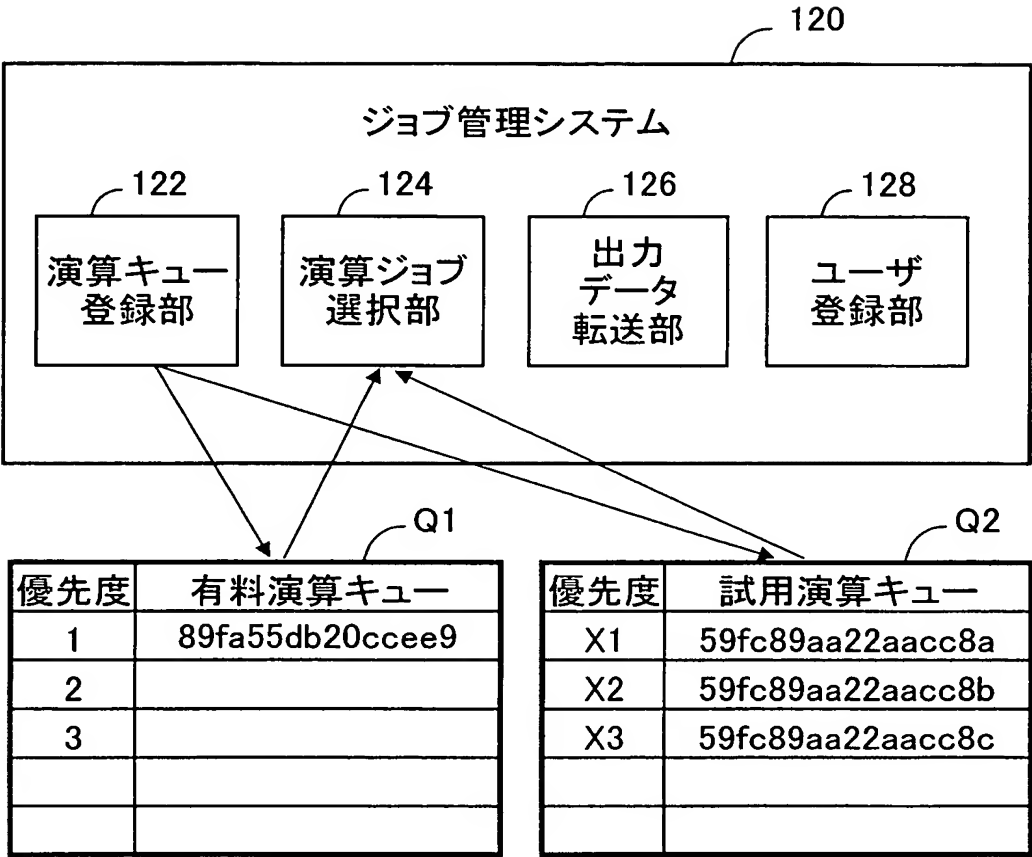 120
ジョブ管理システム
122
124
126
128
演算キュー
登録部
演算ジョブ
選択部
出力
データ
転送部
ユーザ
登録部
Q1
Q2
優先度 有料演算キュー
1 89fa55db20ccee9
2
3
優先度 試用演算キュー
X1 59fc89aa22aacc8a
X2 59fc89aa22aacc8b
X3 59fc89aa22aacc8c